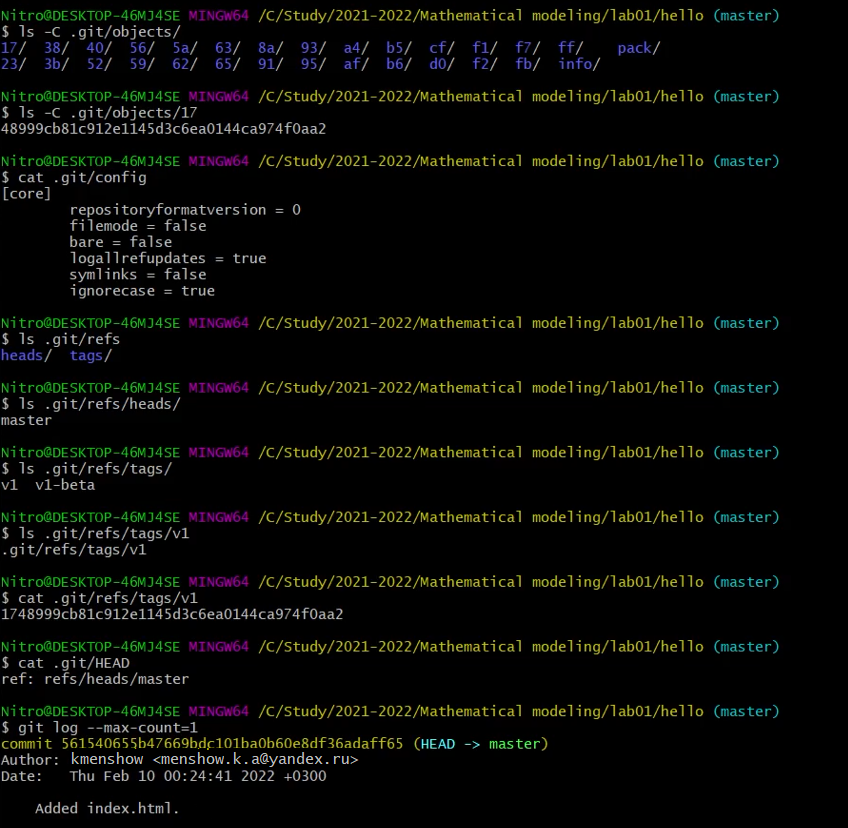 Nitro@DESKTOP-46MJ4SE MINGW64 /C/Study/2021-2022/Mathematical modeling/lab01/hello (master)
$ ls -C .git/objects/
17/  38/  40/  56/  5a/  63/  8a/  93/  a4/  b5/  cf/  f1/  f7/  ff/    pack/
23/  3b/  52/  59/  62/  65/  91/  95/  af/  b6/  d0/  f2/  fb/  info/

Nitro@DESKTOP-46MJ4SE MINGW64 /C/Study/2021-2022/Mathematical modeling/lab01/hello (master)
$ ls -C .git/objects/17
48999cb81c912e1145d3c6ea0144ca974f0aa2

Nitro@DESKTOP-46MJ4SE MINGW64 /C/Study/2021-2022/Mathematical modeling/lab01/hello (master)
$ cat .git/config
[core]
        repositoryformatversion = 0
        filemode = false
        bare = false
        logallrefupdates = true
        symlinks = false
        ignorecase = true

Nitro@DESKTOP-46MJ4SE MINGW64 /C/Study/2021-2022/Mathematical modeling/lab01/hello (master)
$ ls .git/refs
heads/  tags/

Nitro@DESKTOP-46MJ4SE MINGW64 /C/Study/2021-2022/Mathematical modeling/lab01/hello (master)
$ ls .git/refs/heads/
master

Nitro@DESKTOP-46MJ4SE MINGW64 /C/Study/2021-2022/Mathematical modeling/lab01/hello (master)
$ ls .git/refs/tags/
v1  v1-beta

Nitro@DESKTOP-46MJ4SE MINGW64 /C/Study/2021-2022/Mathematical modeling/lab01/hello (master)
$ ls .git/refs/tags/v1
.git/refs/tags/v1

Nitro@DESKTOP-46MJ4SE MINGW64 /C/Study/2021-2022/Mathematical modeling/lab01/hello (master)
$ cat .git/refs/tags/v1
1748999cb81c912e1145d3c6ea0144ca974f0aa2

Nitro@DESKTOP-46MJ4SE MINGW64 /C/Study/2021-2022/Mathematical modeling/lab01/hello (master)
$ cat .git/HEAD
ref: refs/heads/master

Nitro@DESKTOP-46MJ4SE MINGW64 /C/Study/2021-2022/Mathematical modeling/lab01/hello (master)
$ git log --max-count=1
commit 561540655b47669bdc101ba0b60e8df36adaff65 (HEAD -> master)
Author: kmenshow <menshow.k.a@yandex.ru>
Date:   Thu Feb 10 00:24:41 2022 +0300

    Added index.html.